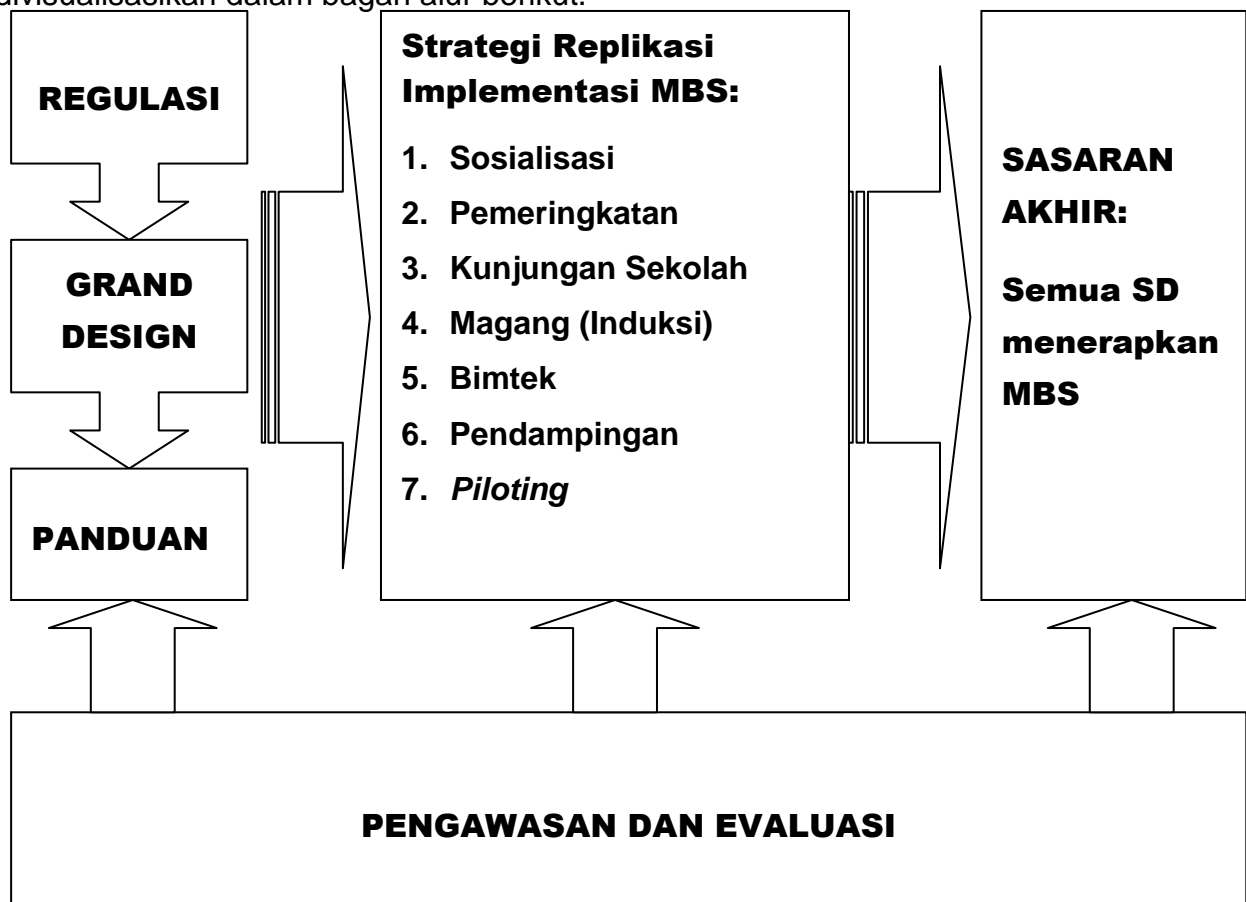 divisualisasikan dalam bagan alur berikut:
REGULASI
GRAND
DESIGN
PANDUAN
Strategi Replikasi
Implementasi MBS:
1. Sosialisasi
2. Pemeringkatan
3. Kunjungan Sekolah
4. Magang (Induksi)
5. Bimtek
6. Pendampingan
7. Piloting
SASARAN
AKHIR:
Semua SD
menerapkan
MBS
PENGAWASAN DAN EVALUASI